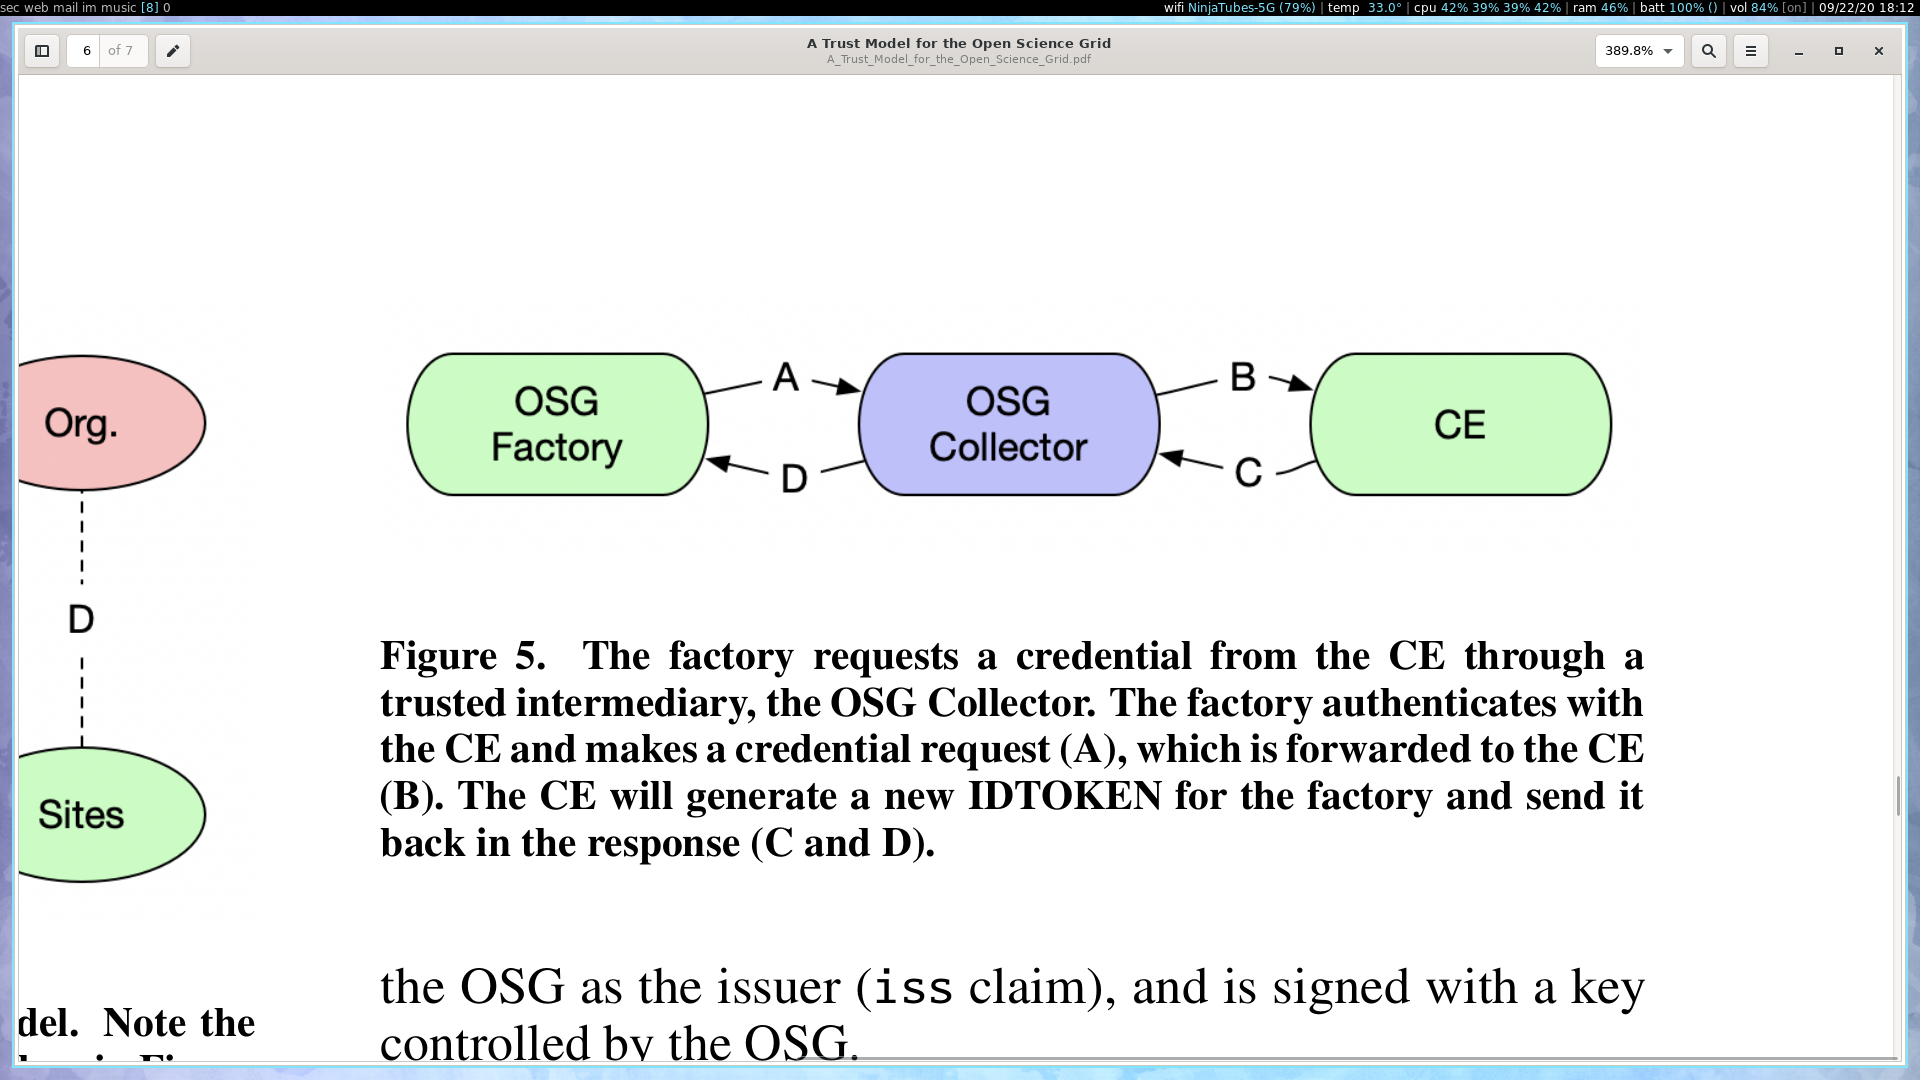 sec web mail im music [8] 0
wifi NinjaTubes-5G (79%) | temp 33.0° | cpu 42% 39% 39% 42% | ram 46% | batt 100% () | vol 84% [on] | 09/22/20 18:12
6 of 7
A Trust Model for the Open Science Grid
A_Trust_Model_for_the_Open_Science_Grid.pdf
389.8%
Org.
D
Sites
del. Note the
OSG
Factory
A
D
OSG
Collector
B
C
CE
Figure 5. The factory requests a credential from the CE through a
trusted intermediary, the OSG Collector. The factory authenticates with
the CE and makes a credential request (A), which is forwarded to the CE
(B). The CE will generate a new IDTOKEN for the factory and send it
back in the response (C and D).
the OSG as the issuer (iss claim), and is signed with a key
controlled by the OSG.